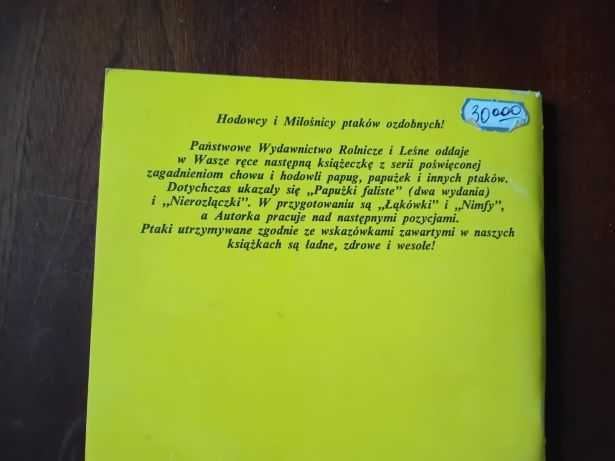 30000
Hodowcy i Miłośnicy ptaków ozdobnych!
Państwowe Wydawnictwo Rolnicze i Leśne oddaje
w Wasze ręce następną książeczkę z serii poświęconej
zagadnieniom chowu i hodowli papug, papużek i innych ptaków.
Dotychczas ukazały się „Papużki faliste” (dwa wydania)
i „Nierozłączki”. W przygotowaniu są „Łąkówki” i „Nimfy”,
a Autorka pracuje nad następnymi pozycjami.
Ptaki utrzymywane zgodnie ze wskazówkami zawartymi w naszych
książkach są ładne, zdrowe i wesołe!